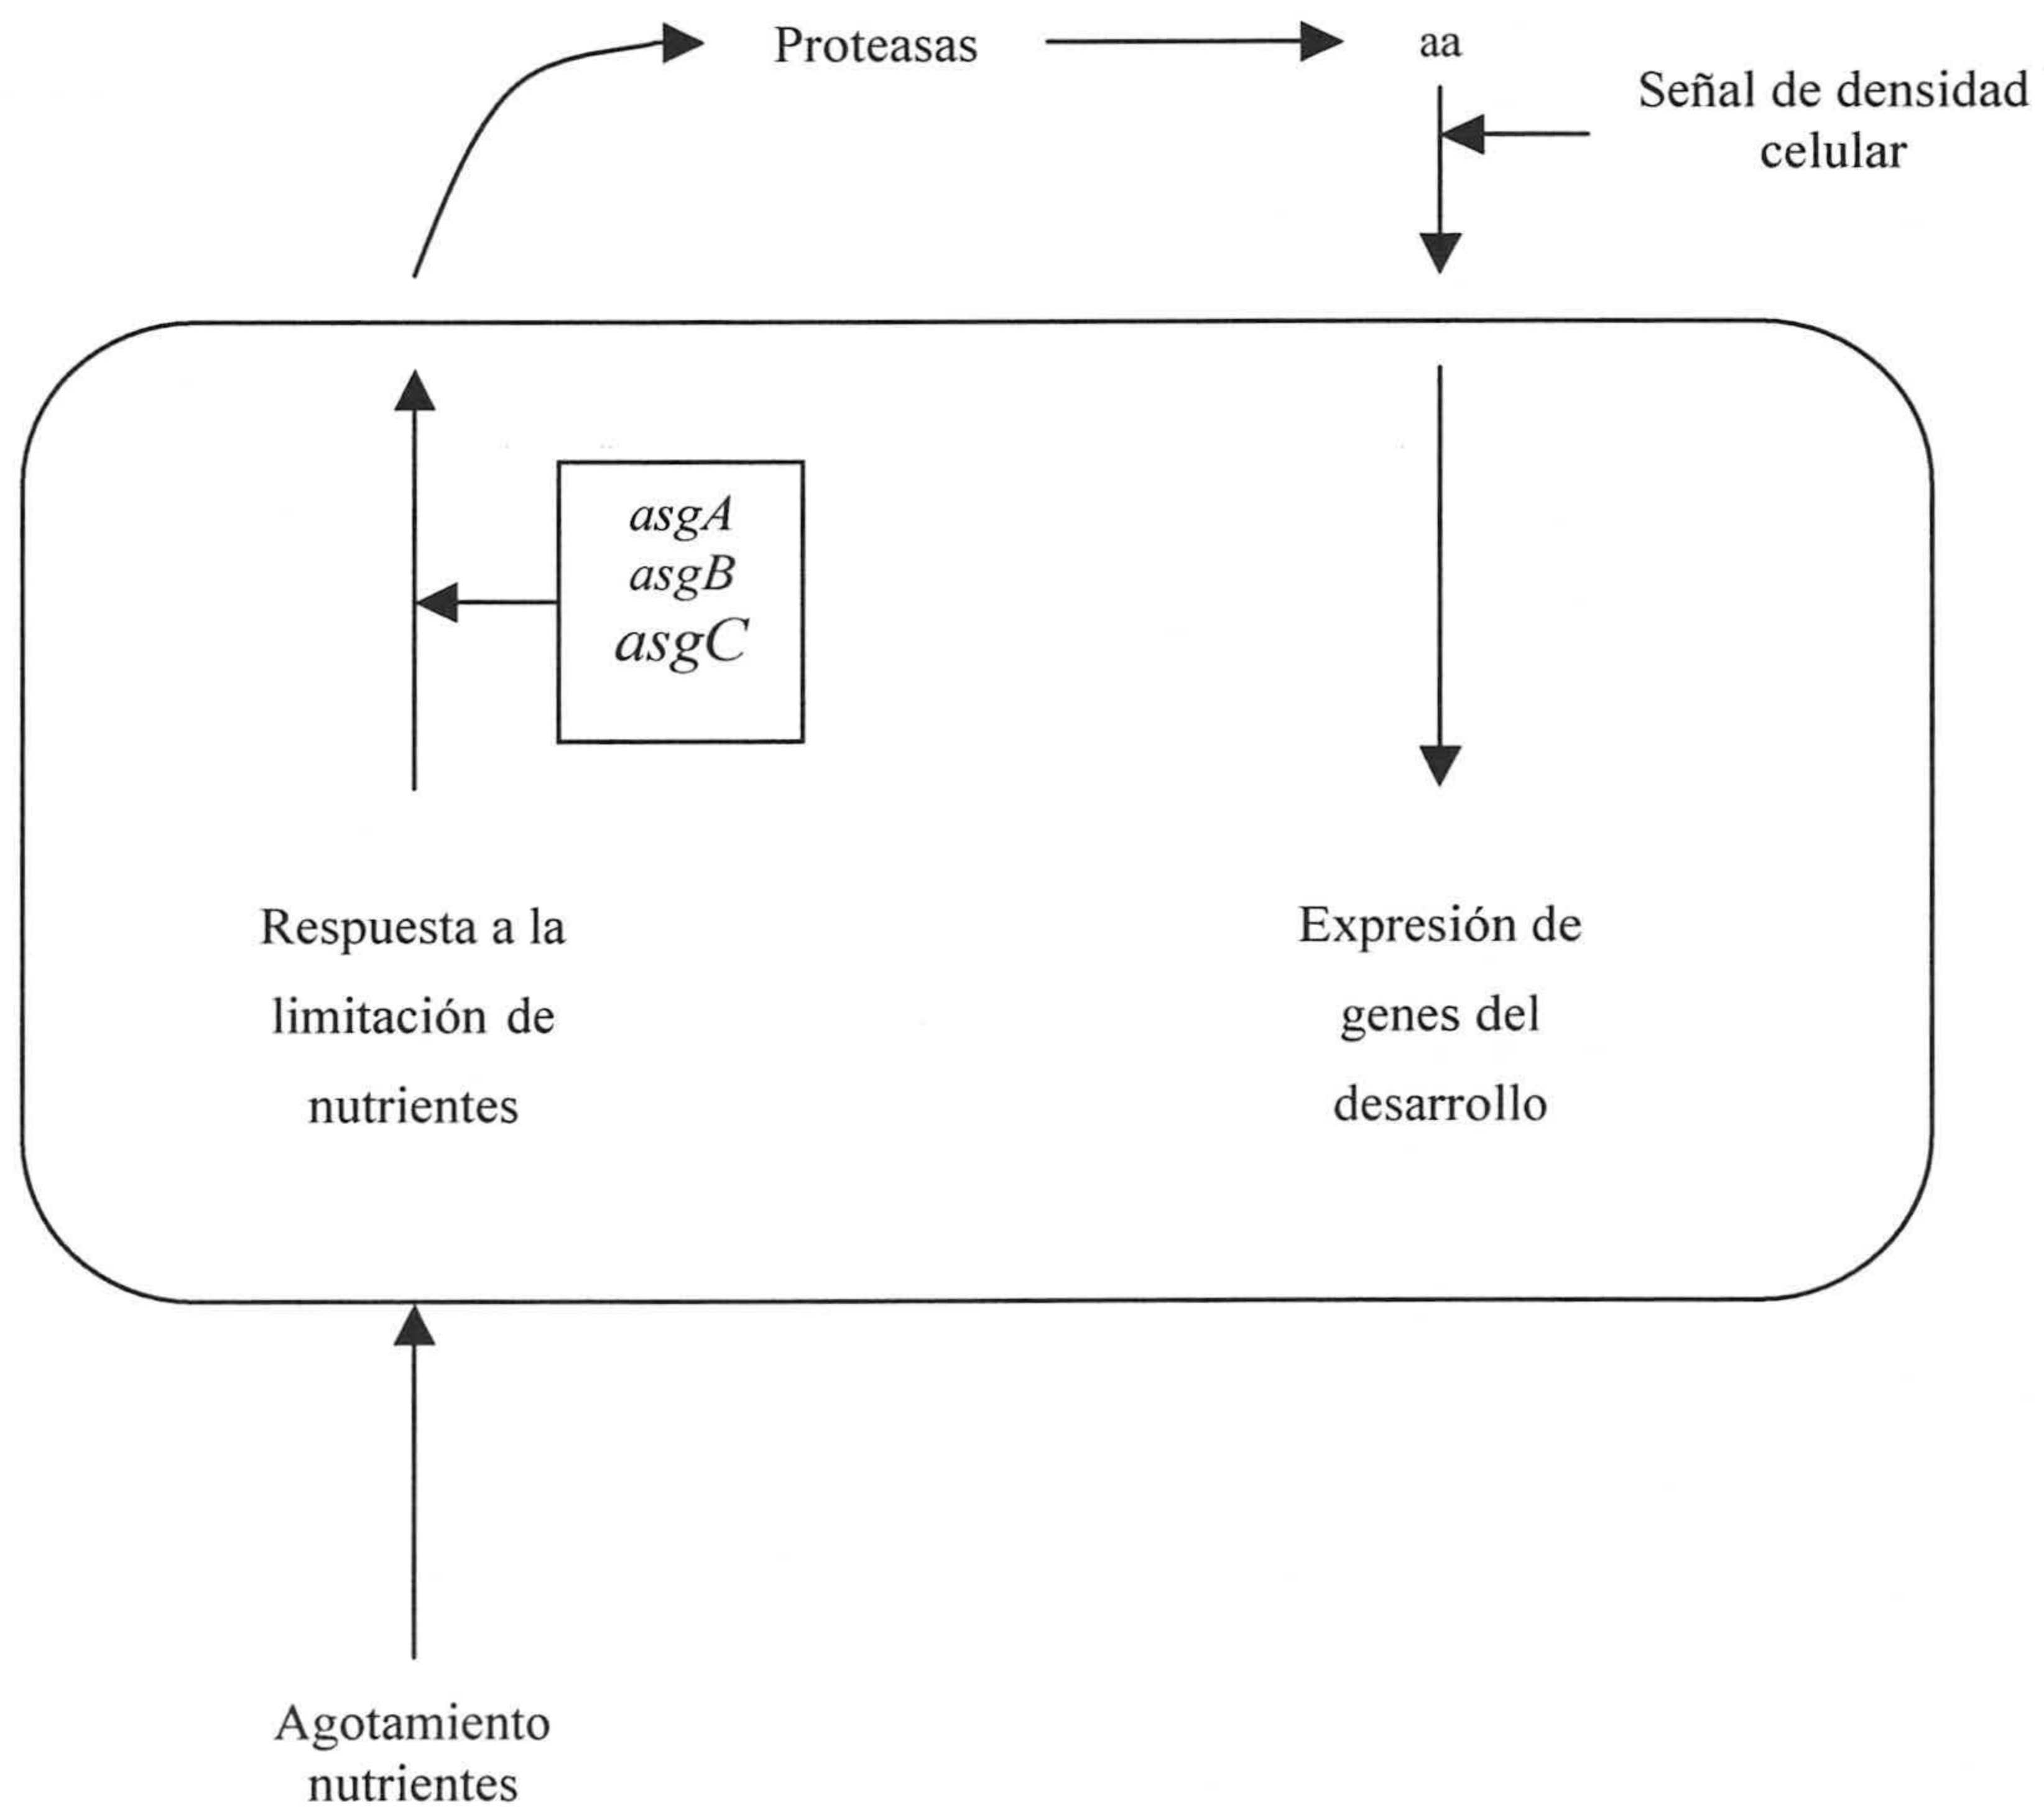 Proteasas
aa
Señal de densidad
celular
asgA
asgB
asgC
Respuesta a la
limitación de
nutrientes
Expresión de
genes del
desarrollo
Agotamiento
nutrientes